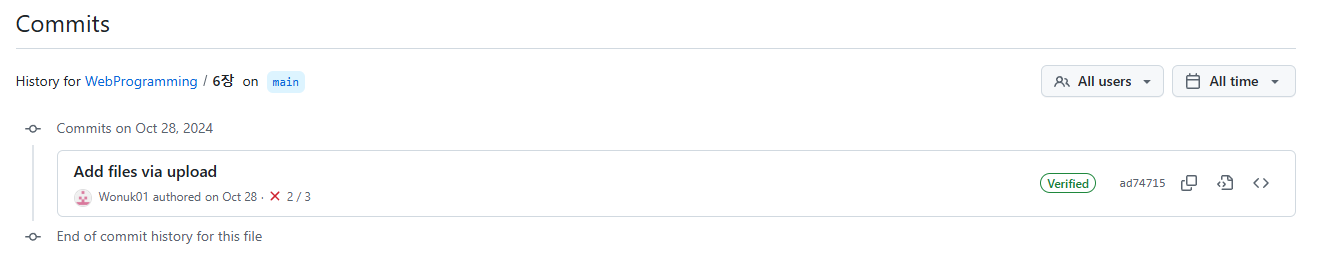 Commits
History for WebProgramming / 6장 on main
All users
All time
Commits on Oct 28, 2024
Add files via upload
Wonuk01 authored on Oct 28 · 2 / 3
Verified
ad74715
End of commit history for this file